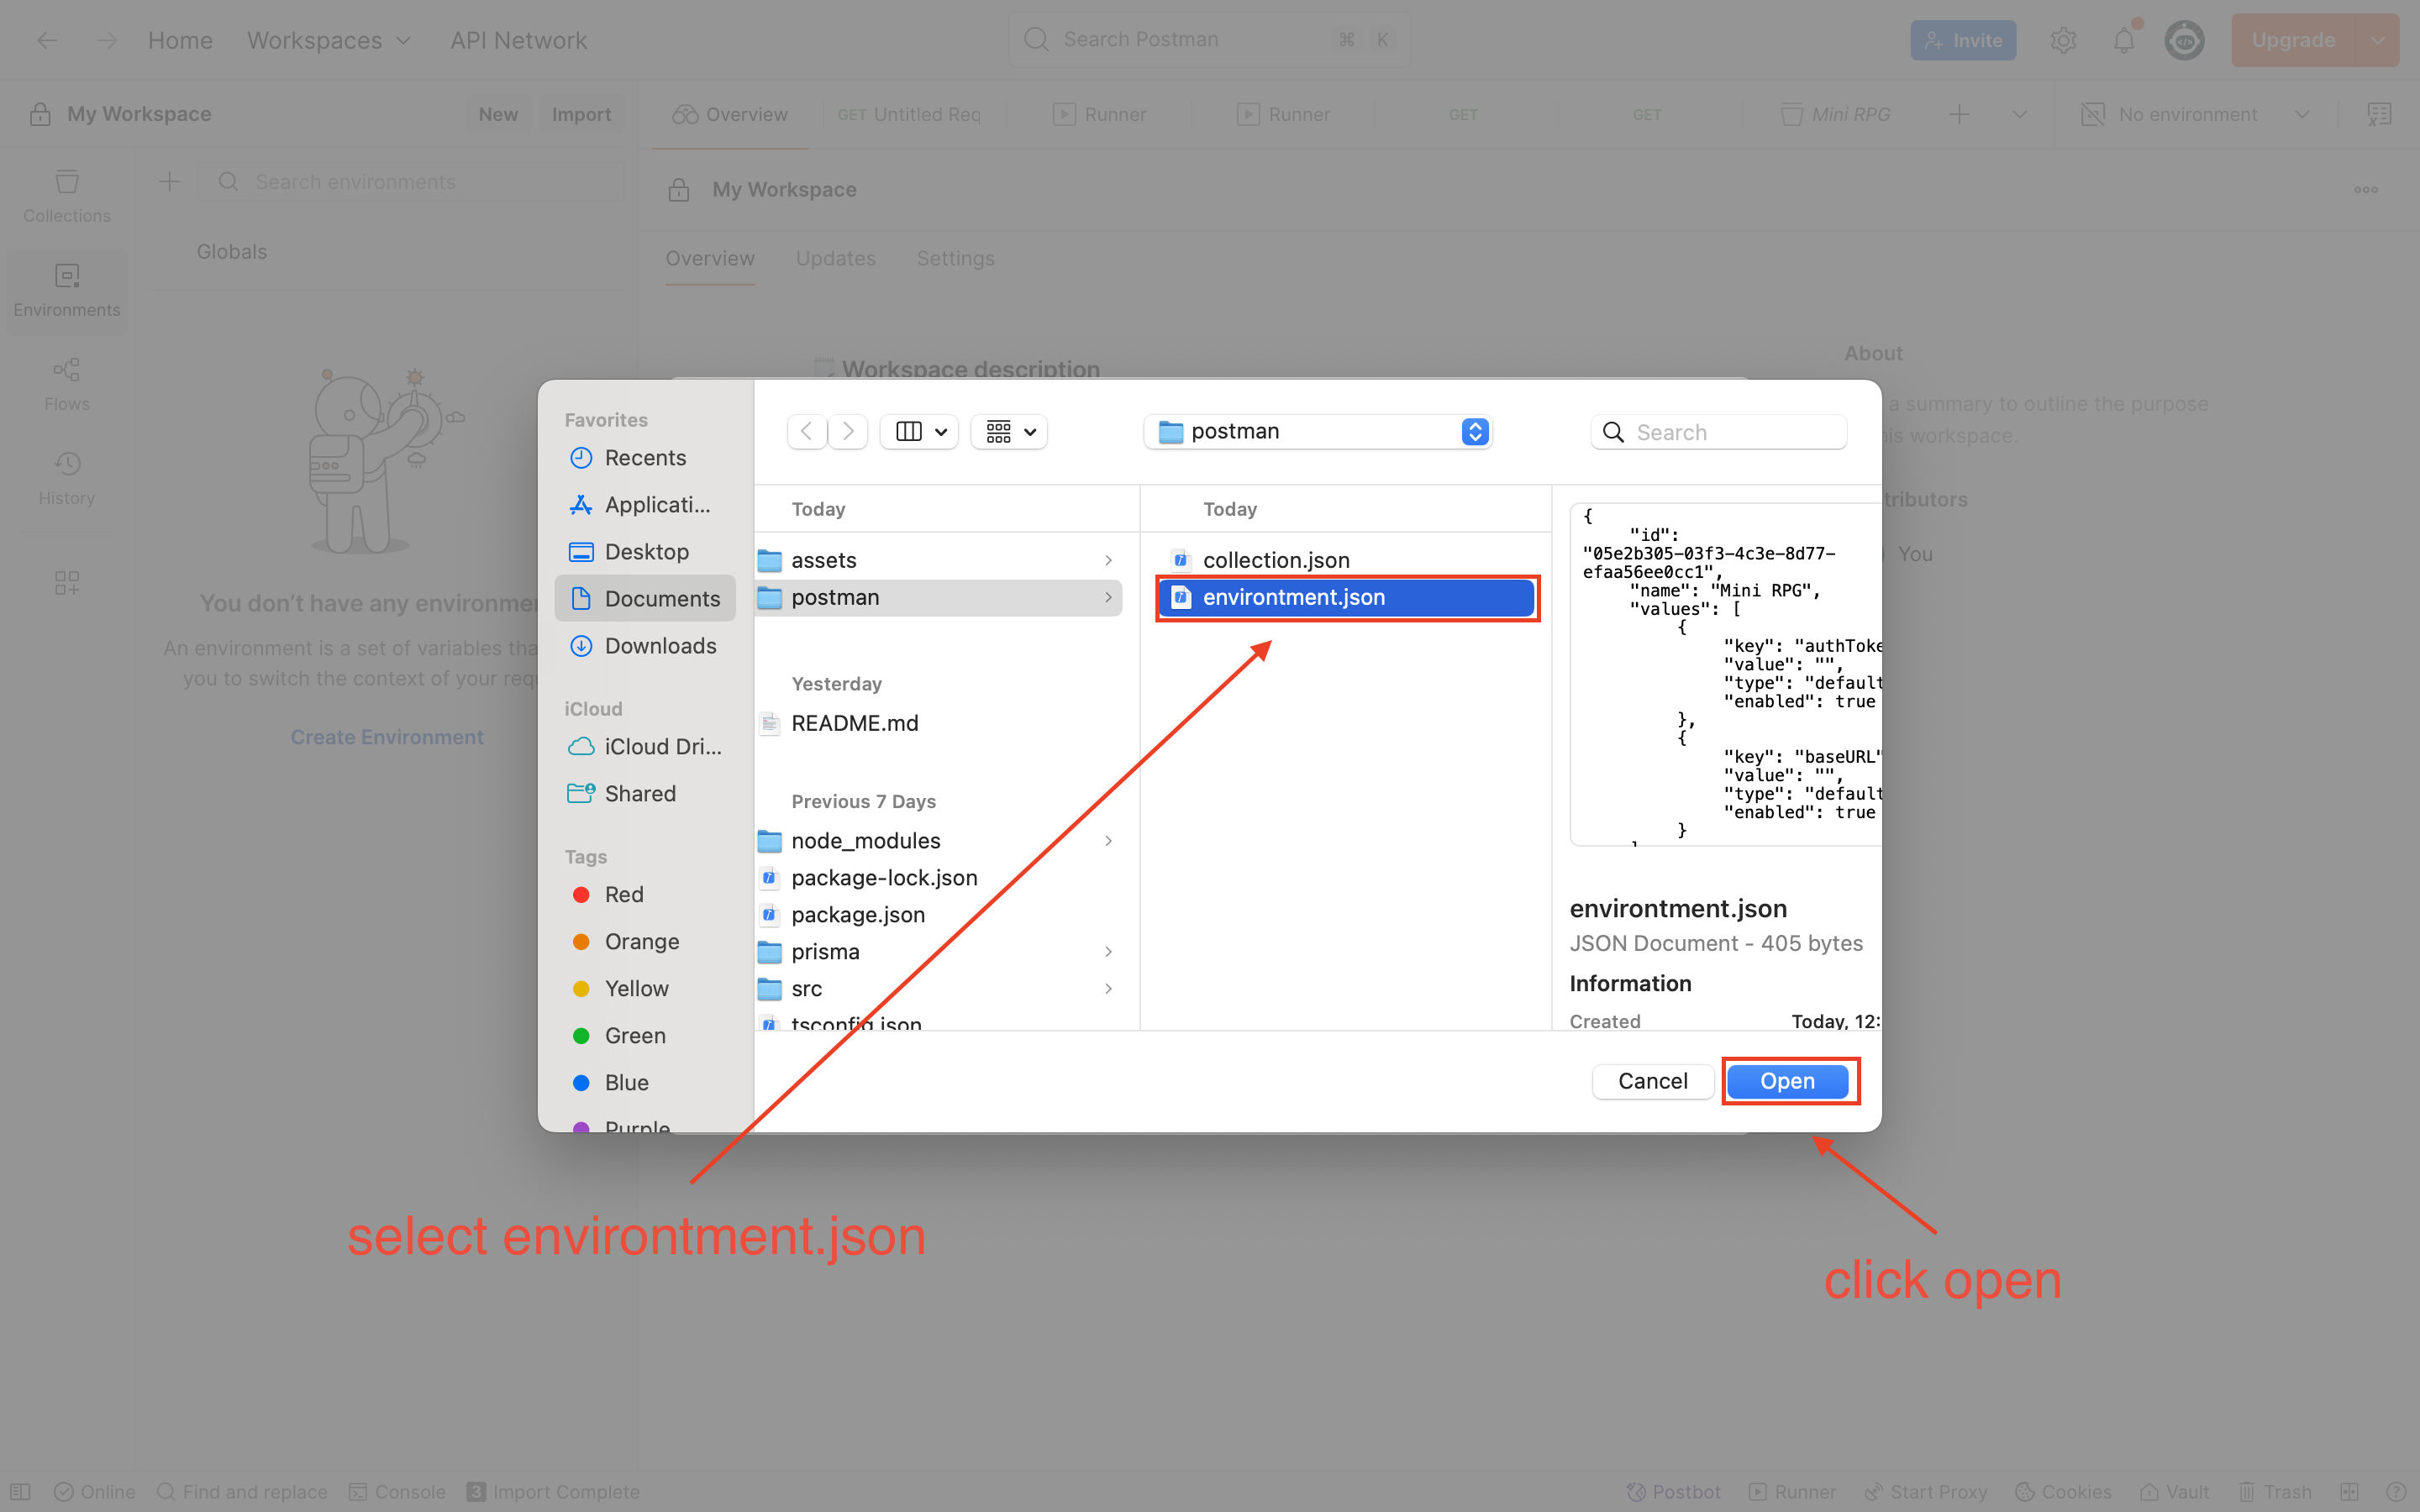 Home Workspaces API Network
Search Postman ⌘ K
Invite
Upgrade
My Workspace New Import
Overview GET Untitled Req Runner Runner GET GET Mini RPG
No environment
Collections
Search environments
My Workspace
Globals
Overview Updates Settings
Environments
Flows
History
Workspace description
About
a summary to outline the purpose
workspace.
You
You don't have any
An environment is a set of variables
you to switch the context of your
Create Environment
Favorites
Recents
Applicati...
Desktop
Documents
Downloads
iCloud
iCloud Dri...
Shared
Tags
Red
Orange
Yellow
Green
Blue
Purple
postman
Search
Today
assets
postman
Yesterday
README.md
Previous 7 Days
node_modules
package-lock.json
package.json
prisma
src
tsconfig.json
Today
collection.json
environtment.json
{
"id":
"05e2b305-03f3-4c3e-8d77-
efaa56ee0cc1",
"name": "Mini RPG",
"values": [
{
"key": "authToke
"value": "",
"type": "default
"enabled": true
},
{
"key": "baseURL"
"value": "",
"type": "default
"enabled": true
}
environtment.json
JSON Document - 405 bytes
Information
Created Today, 12:
Cancel Open
select environtment.json
click open
Online Find and replace Console 3 Import Complete
Postbot Runner Start Proxy Cookies Vault Trash